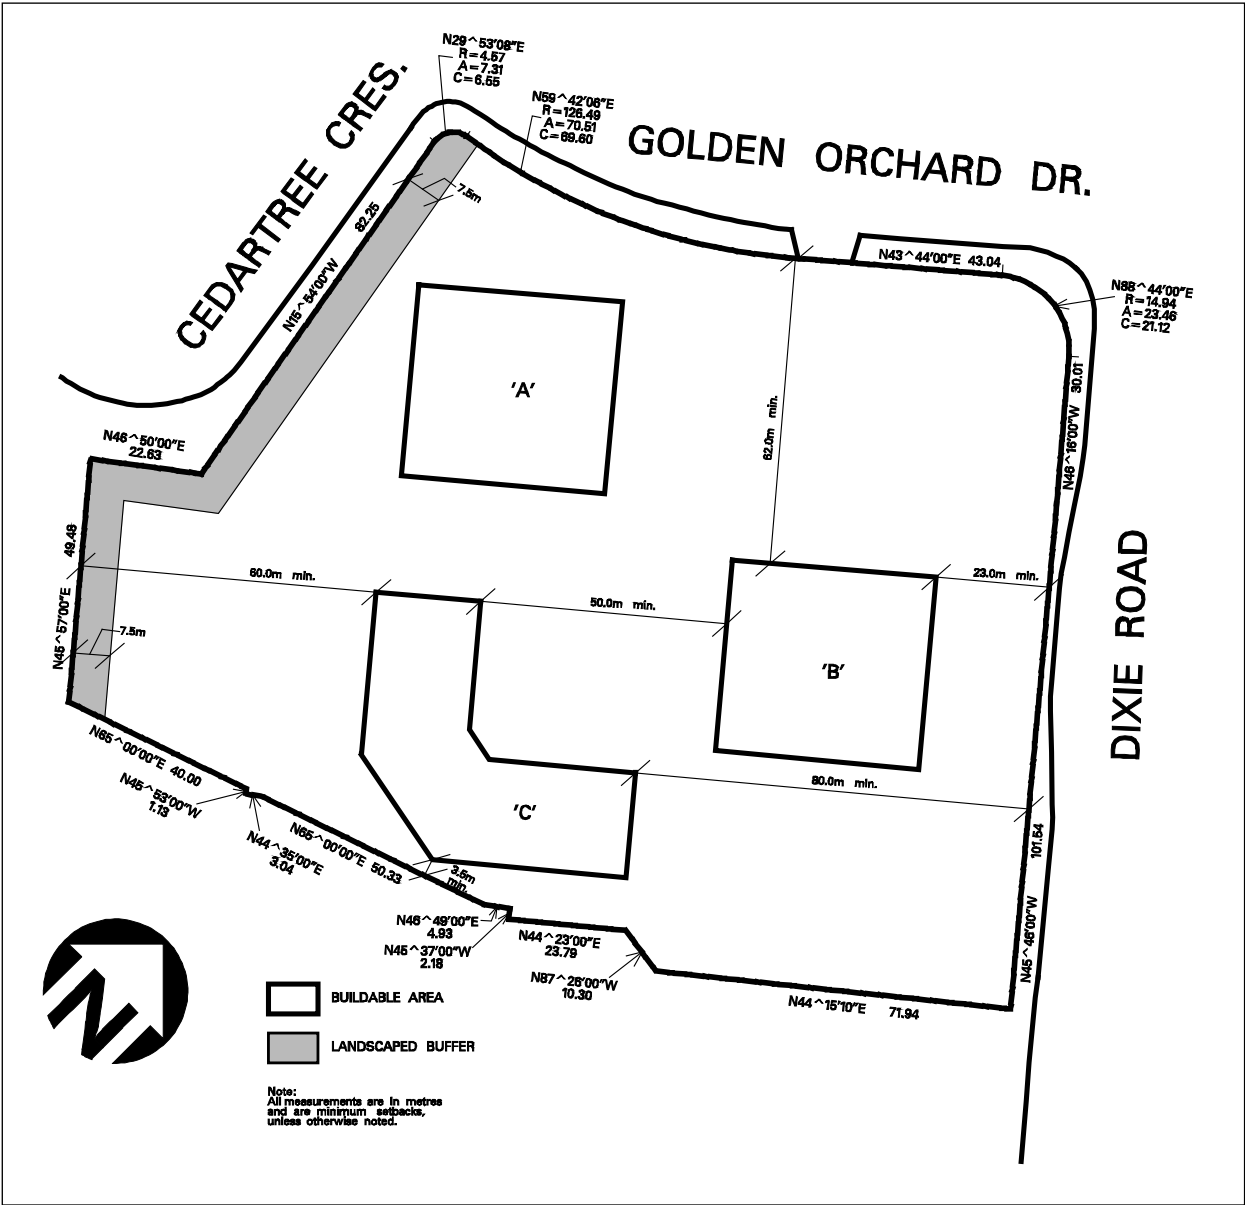 N29^53'08"E
R=4.57
A=7.31
C=6.55
N59^42'06"E
R=126.49
A=70.51
C=69.60
CEDARTREE CRES.
GOLDEN ORCHARD DR.
7.5m
82.25
N15^54'00"W
N43^44'00"E 43.04
N88^44'00"E
R=14.94
A=23.46
C=21.12
'A'
62.0m min.
30.01
N46^16'00"W
N46^50'00"E
22.63
49.48
N45^57'00"E
60.0m min.
50.0m min.
23.0m min.
7.5m
DIXIE ROAD
'B'
N65^00'00"E 40.00
N45^53'00"W
1.13
80.0m min.
'C'
N44^35'00"E
3.04
N65^00'00"E 50.33
3.5m
min.
101.54
N45^48'00"W
N46^49'00"E
4.93
N45^37'00"W
2.18
N44^23'00"E
23.79
N87^26'00"W
10.30
N44^15'10"E 71.94
N
BUILDABLE AREA
LANDSCAPED BUFFER
Note:
All measurements are in metres
and are minimum setbacks,
unless otherwise noted.